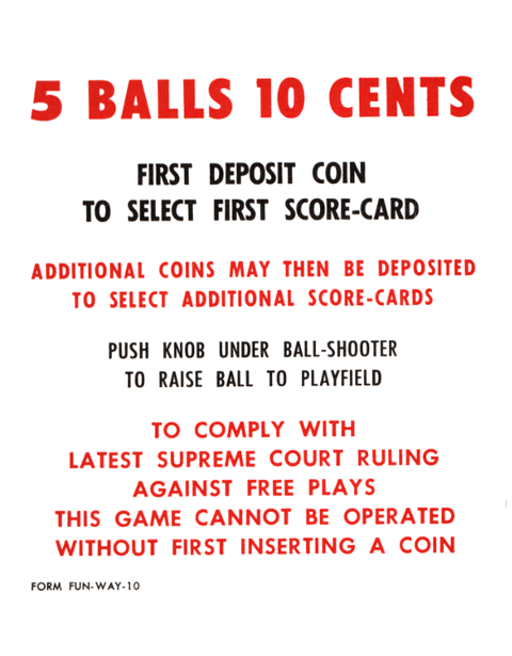 5 BALLS 10 CENTS
FIRST DEPOSIT COIN
TO SELECT FIRST SCORE-CARD
ADDITIONAL COINS MAY THEN BE DEPOSITED
TO SELECT ADDITIONAL SCORE-CARDS
PUSH KNOB UNDER BALL-SHOOTER
TO RAISE BALL TO PLAYFIELD
TO COMPLY WITH
LATEST SUPREME COURT RULING
AGAINST FREE PLAYS
THIS GAME CANNOT BE OPERATED
WITHOUT FIRST INSERTING A COIN
FORM FUN-WAY-10